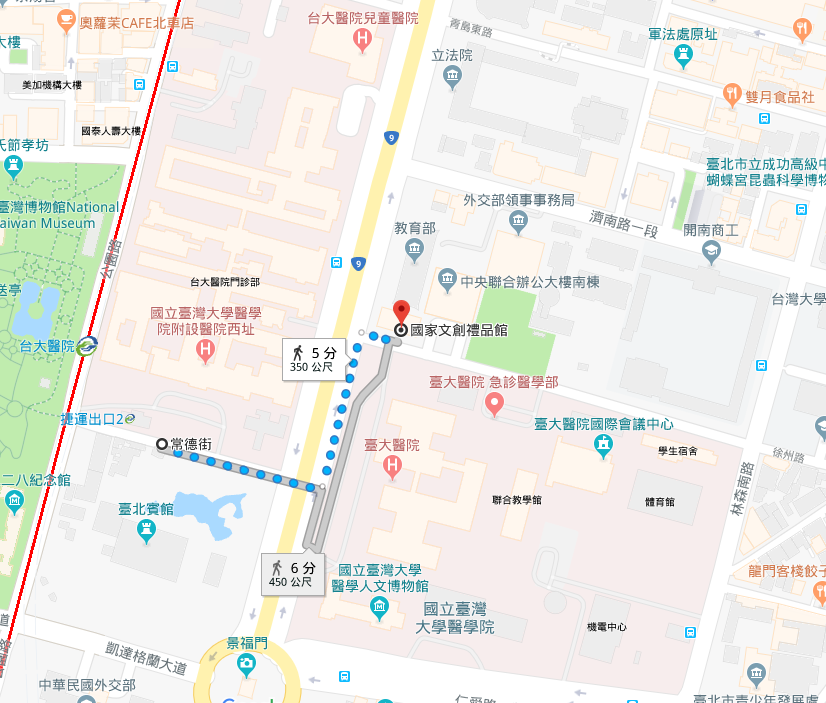 奧蘿茉CAFE北車店
台大醫院兒童醫院
青島東路
軍法處原址
大樓
立法院
美加機構大樓
雙月食品社
國泰人壽大樓
9
氏節孝坊
臺北市立成功高級中
蝴蝶宮昆蟲科學博物
臺灣博物館National
aiwan Museum
外交部領事事務局
濟南路一段
教育部
開南商工
公園路
9
台大醫院門診部
中央聯合辦公大樓南棟
送亭
台灣大學
國立臺灣大學醫學
院附設醫院西址
國家文創禮品館
台大醫院
5 分
350 公尺
臺大醫院 急診醫學部
捷運出口2
臺大醫院國際會議中心
常德街
臺大醫院
學生宿舍
徐州路
二八紀念館
臺北賓館
聯合教學館
體育館
林森南路
6 分
450 公尺
國立臺灣大學
醫學人文博物館
龍門客棧餃子
國立臺灣
大學醫學院
機電中心
景福門
凱達格蘭大道
中華民國外交部
仁愛路
臺北市青少年發展處